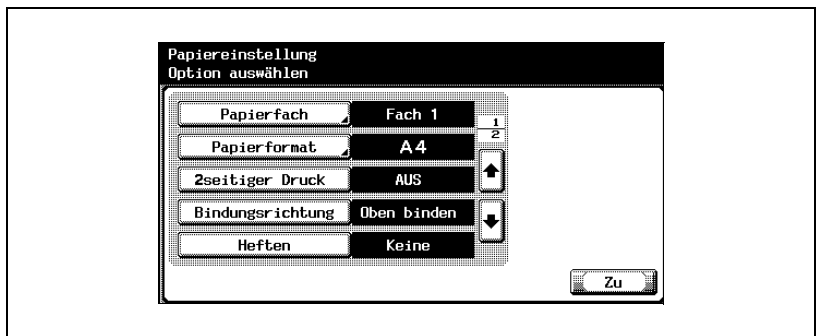 Papiereinstellung
Option auswählen
Papierfach Fach 1
1
2
Papierformat A4
2seitiger Druck AUS
Bindungsrichtung Oben binden
Heften Keine
Zu